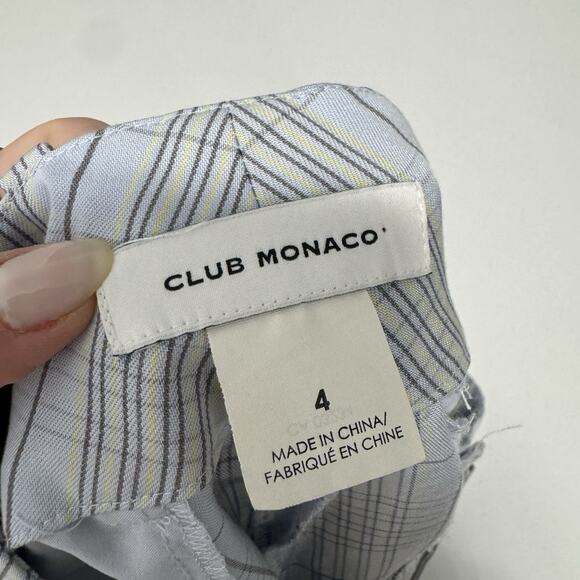 CLUB MONACO
4
MADE IN CHINA/
FABRIQUÉ EN CHINE